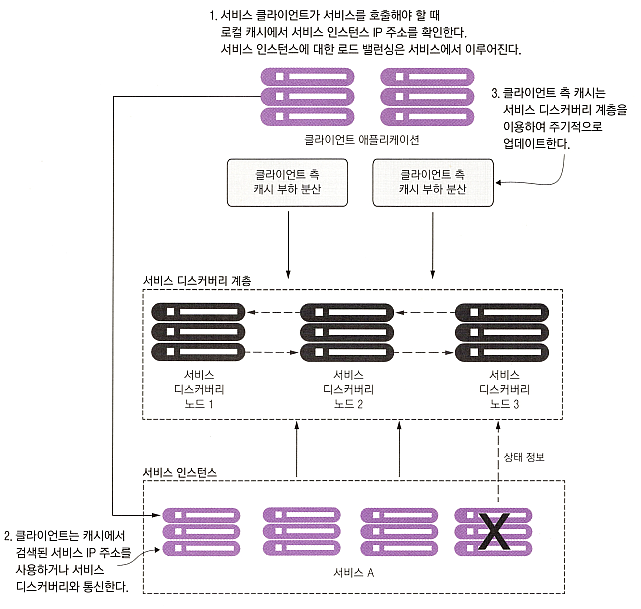 1. 서비스 클라이언트가 서비스를 호출해야 할 때
로컬 캐시에서 서비스 인스턴스 IP 주소를 확인한다.
서비스 인스턴스에 대한 로드 밸런싱은 서비스에서 이루어진다.
3. 클라이언트 측 캐시는
서비스 디스커버리 계층을
이용하여 주기적으로
업데이트한다.
클라이언트 애플리케이션
클라이언트 측
캐시 부하 분산
클라이언트 측
캐시 부하 분산
서비스 디스커버리 계층
서비스
디스커버리
노드 1
서비스
디스커버리
노드 2
서비스
디스커버리
노드 3
상태 정보
서비스 인스턴스
X
2. 클라이언트는 캐시에서
검색된 서비스 IP 주소를
사용하거나 서비스
디스커버리와 통신한다.
서비스 A